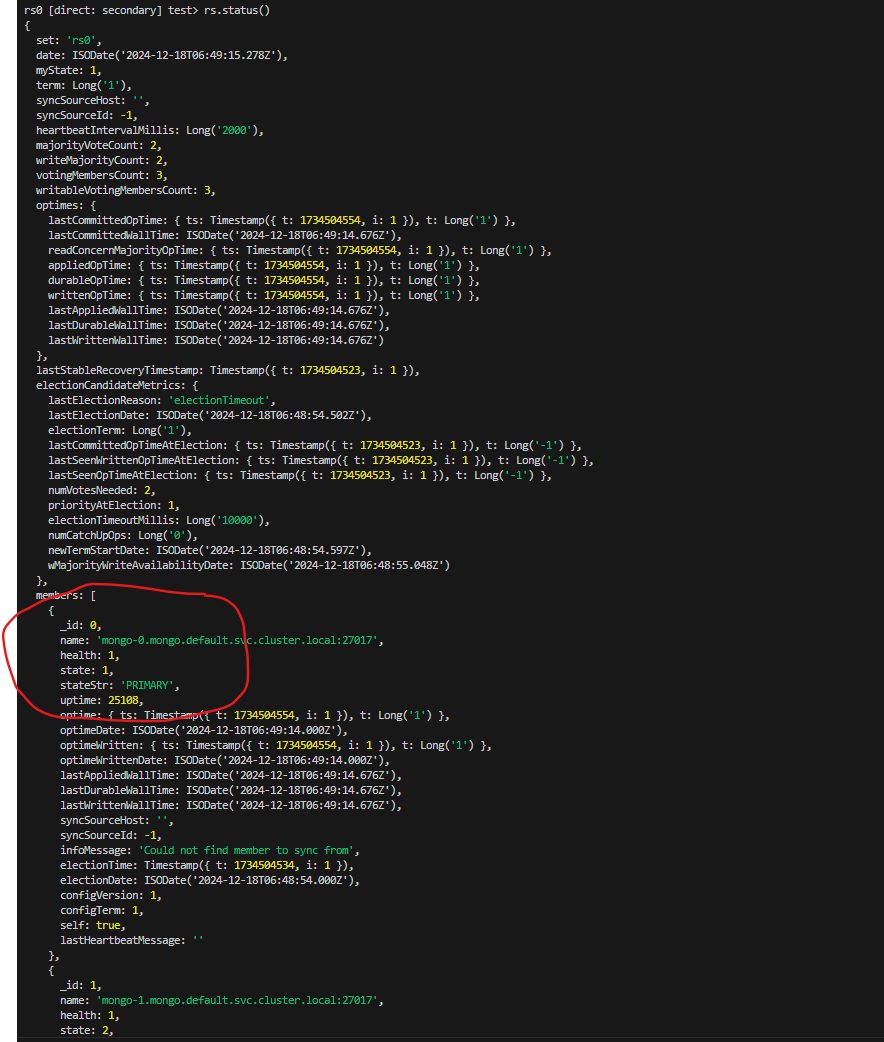 rs0 [direct: secondary] test> rs.status()
{
  set: 'rs0',
  date: ISODate('2024-12-18T06:49:15.278Z'),
  myState: 1,
  term: Long('1'),
  syncSourceHost: '',
  syncSourceId: -1,
  heartbeatIntervalMillis: Long('2000'),
  majorityVoteCount: 2,
  writeMajorityCount: 2,
  votingMembersCount: 3,
  writableVotingMembersCount: 3,
  optimes: {
    lastCommittedOpTime: { ts: Timestamp({ t: 1734504554, i: 1 }), t: Long('1') },
    lastCommittedWallTime: ISODate('2024-12-18T06:49:14.676Z'),
    readConcernMajorityOpTime: { ts: Timestamp({ t: 1734504554, i: 1 }), t: Long('1') },
    appliedOpTime: { ts: Timestamp({ t: 1734504554, i: 1 }), t: Long('1') },
    durableOpTime: { ts: Timestamp({ t: 1734504554, i: 1 }), t: Long('1') },
    writtenOpTime: { ts: Timestamp({ t: 1734504554, i: 1 }), t: Long('1') },
    lastAppliedWallTime: ISODate('2024-12-18T06:49:14.676Z'),
    lastDurableWallTime: ISODate('2024-12-18T06:49:14.676Z'),
    lastWrittenWallTime: ISODate('2024-12-18T06:49:14.676Z')
  },
  lastStableRecoveryTimestamp: Timestamp({ t: 1734504523, i: 1 }),
  electionCandidateMetrics: {
    lastElectionReason: 'electionTimeout',
    lastElectionDate: ISODate('2024-12-18T06:48:54.502Z'),
    electionTerm: Long('1'),
    lastCommittedOpTimeAtElection: { ts: Timestamp({ t: 1734504523, i: 1 }), t: Long('-1') },
    lastSeenWrittenOpTimeAtElection: { ts: Timestamp({ t: 1734504523, i: 1 }), t: Long('-1') },
    lastSeenOpTimeAtElection: { ts: Timestamp({ t: 1734504523, i: 1 }), t: Long('-1') },
    numVotesNeeded: 2,
    priorityAtElection: 1,
    electionTimeoutMillis: Long('10000'),
    numCatchUpOps: Long('0'),
    newTermStartDate: ISODate('2024-12-18T06:48:54.597Z'),
    wMajorityWriteAvailabilityDate: ISODate('2024-12-18T06:48:55.048Z')
  },
  members: [
    {
      _id: 0,
      name: 'mongo-0.mongo.default.svc.cluster.local:27017',
      health: 1,
      state: 1,
      stateStr: 'PRIMARY',
      uptime: 25108,
      optime: { ts: Timestamp({ t: 1734504554, i: 1 }), t: Long('1') },
      optimeDate: ISODate('2024-12-18T06:49:14.000Z'),
      optimeWritten: { ts: Timestamp({ t: 1734504554, i: 1 }), t: Long('1') },
      optimeWrittenDate: ISODate('2024-12-18T06:49:14.000Z'),
      lastAppliedWallTime: ISODate('2024-12-18T06:49:14.676Z'),
      lastDurableWallTime: ISODate('2024-12-18T06:49:14.676Z'),
      lastWrittenWallTime: ISODate('2024-12-18T06:49:14.676Z'),
      syncSourceHost: '',
      syncSourceId: -1,
      infoMessage: 'Could not find member to sync from',
      electionTime: Timestamp({ t: 1734504534, i: 1 }),
      electionDate: ISODate('2024-12-18T06:48:54.000Z'),
      configVersion: 1,
      configTerm: 1,
      self: true,
      lastHeartbeatMessage: ''
    },
    {
      _id: 1,
      name: 'mongo-1.mongo.default.svc.cluster.local:27017',
      health: 1,
      state: 2,